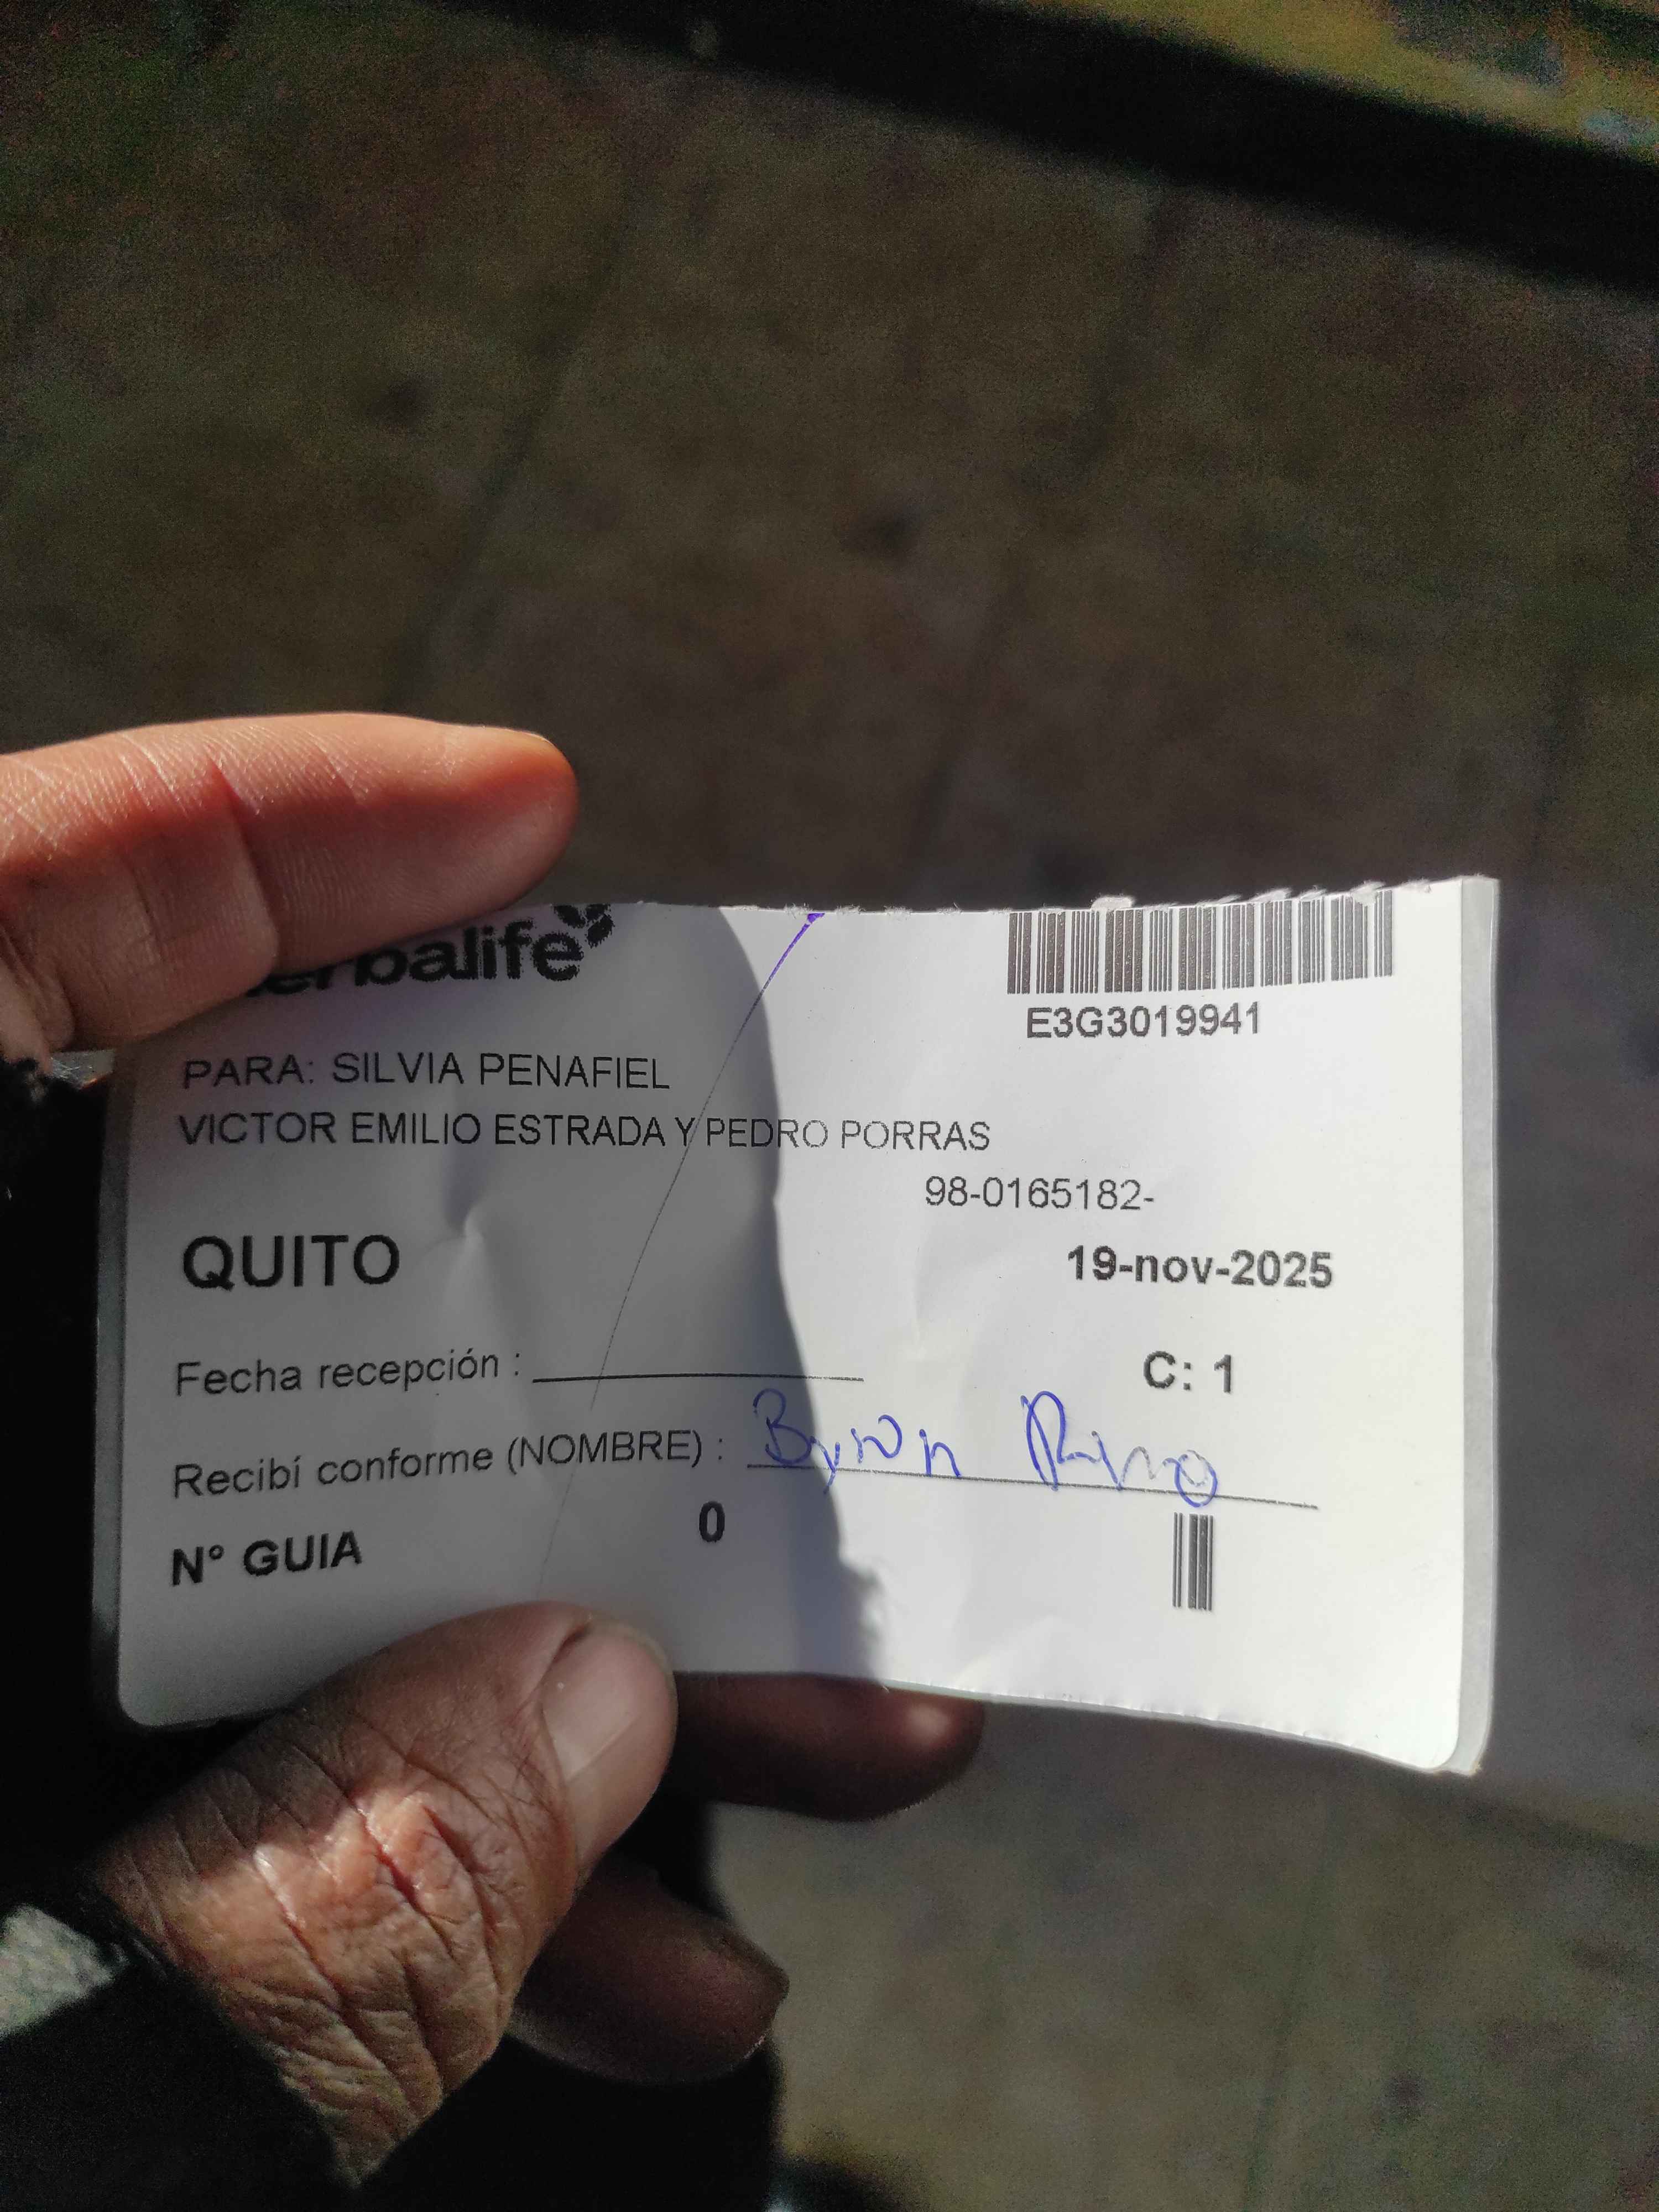 erbalife
E3G3019941
PARA: SILVIA PENAFIEL
VICTOR EMILIO ESTRADA Y PEDRO PORRAS
98-0165182-
QUITO
19-nov-2025
Fecha recepción :
C: 1
Recibí conforme (NOMBRE) : Byron
N° GUIA 0